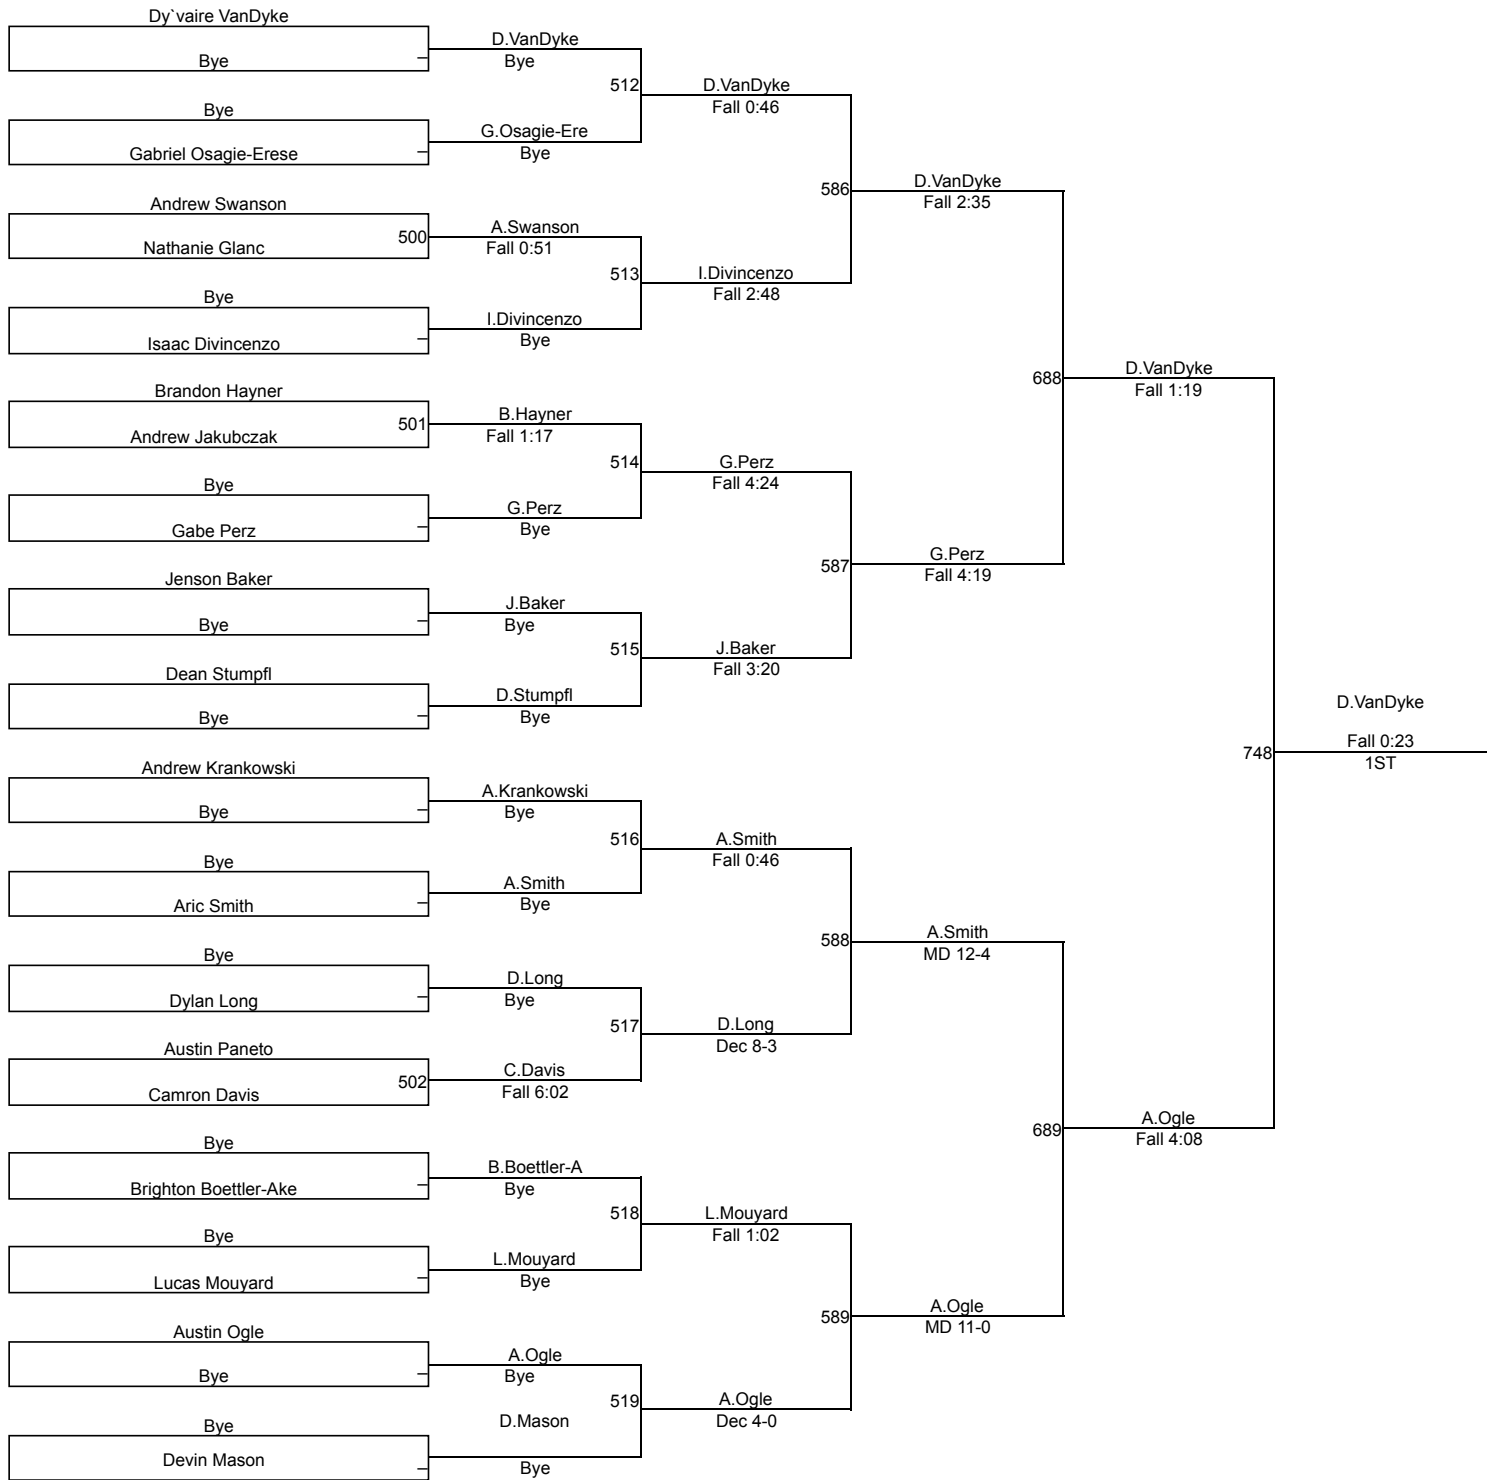 Dy`vaire VanDyke
Bye
_
Bye
Gabriel Osagie-Erese
_
Andrew Swanson
500
Nathanie Glanc
Bye
Isaac Divincenzo
_
Brandon Hayner
501
Andrew Jakubczak
Bye
Gabe Perz
_
Jenson Baker
Bye
_
Dean Stumpfl
Bye
_
Andrew Krankowski
Bye
_
Bye
Aric Smith
_
Bye
Dylan Long
_
Austin Paneto
502
Camron Davis
Bye
Brighton Boettler-Ake
_
Bye
Lucas Mouyard
_
Austin Ogle
Bye
_
Bye
Devin Mason
_
D.VanDyke
Bye
512
G.Osagie-Ere
Bye
A.Swanson
Fall 0:51
513
I.Divincenzo
Bye
B.Hayner
Fall 1:17
514
G.Perz
Bye
J.Baker
Bye
515
D.Stumpfl
Bye
A.Krankowski
Bye
516
A.Smith
Bye
D.Long
Bye
517
C.Davis
Fall 6:02
B.Boettler-A
Bye
518
L.Mouyard
Bye
A.Ogle
Bye
519
D.Mason
Bye
D.VanDyke
Fall 0:46
586
I.Divincenzo
Fall 2:48
G.Perz
Fall 4:24
587
J.Baker
Fall 3:20
A.Smith
Fall 0:46
588
D.Long
Dec 8-3
L.Mouyard
Fall 1:02
589
A.Ogle
Dec 4-0
D.VanDyke
Fall 2:35
688
G.Perz
Fall 4:19
A.Smith
MD 12-4
689
A.Ogle
MD 11-0
D.VanDyke
Fall 1:19
748
A.Ogle
Fall 4:08
D.VanDyke
Fall 0:23
1ST